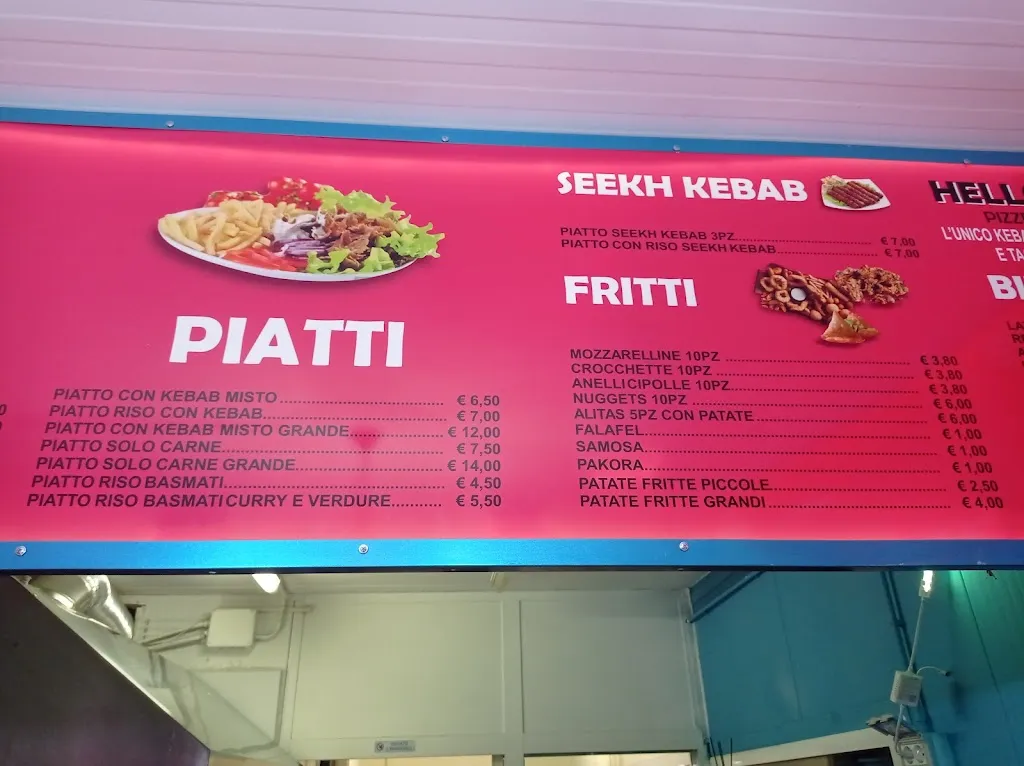 PIATTI
PIATTO CON KEBAB MISTO € 6,50
PIATTO RISO CON KEBAB € 7,00
PIATTO CON KEBAB MISTO GRANDE € 12,00
PIATTO SOLO CARNE € 7,50
PIATTO SOLO CARNE GRANDE € 14,00
PIATTO RISO BASMATI € 4,50
PIATTO RISO BASMATI CURRY E VERDURE € 5,50
SEEKH KEBAB
PIATTO SEEKH KEBAB 3PZ € 7,00
PIATTO CON RISO SEEKH KEBAB € 7,00
FRITTI
MOZZARELLINE 10PZ € 3,80
CROCCHETTE 10PZ € 3,80
ANELLI CIPOLLE 10PZ € 3,80
NUGGETS 10PZ € 6,00
ALITAS 5PZ CON PATATE € 6,00
FALAFEL € 1,00
SAMOSA € 1,00
PAKORA € 1,00
PATATE FRITTE PICCOLE € 2,50
PATATE FRITTE GRANDI € 4,00
L'UNICO